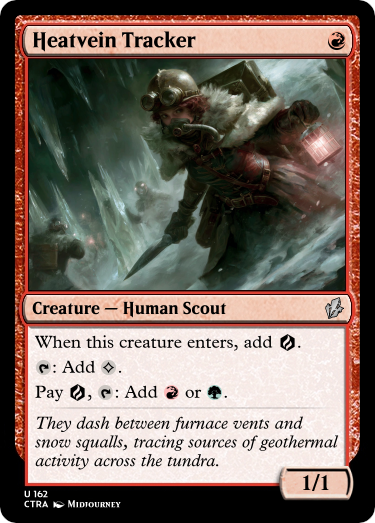 Heatvein Tracker
Creature — Human Scout
When this creature enters, add .
: Add .
Pay , : Add or .
They dash between furnace vents and
snow squalls, tracing sources of geothermal
activity across the tundra.
1/1
U 162
CTRA Midjourney